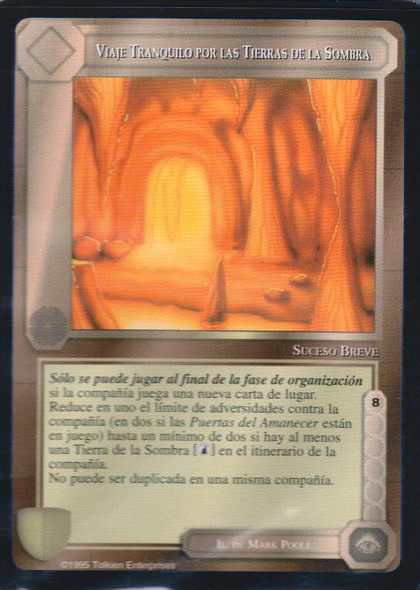 Viaje Tranquilo por las Tierras de la Sombra
Suceso Breve
Sólo se puede jugar al final de la fase de organización
si la compañía juega una nueva carta de lugar.
Reduce en uno el límite de adversidades contra la
compañía (en dos si las Puertas del Amanecer están
en juego) hasta un mínimo de dos si hay al menos
una Tierra de la Sombra [ ] en el itinerario de la
compañía.
No puede ser duplicada en una misma compañía.
8
Il. de Mark Poole
©1995 Tolkien Enterprises